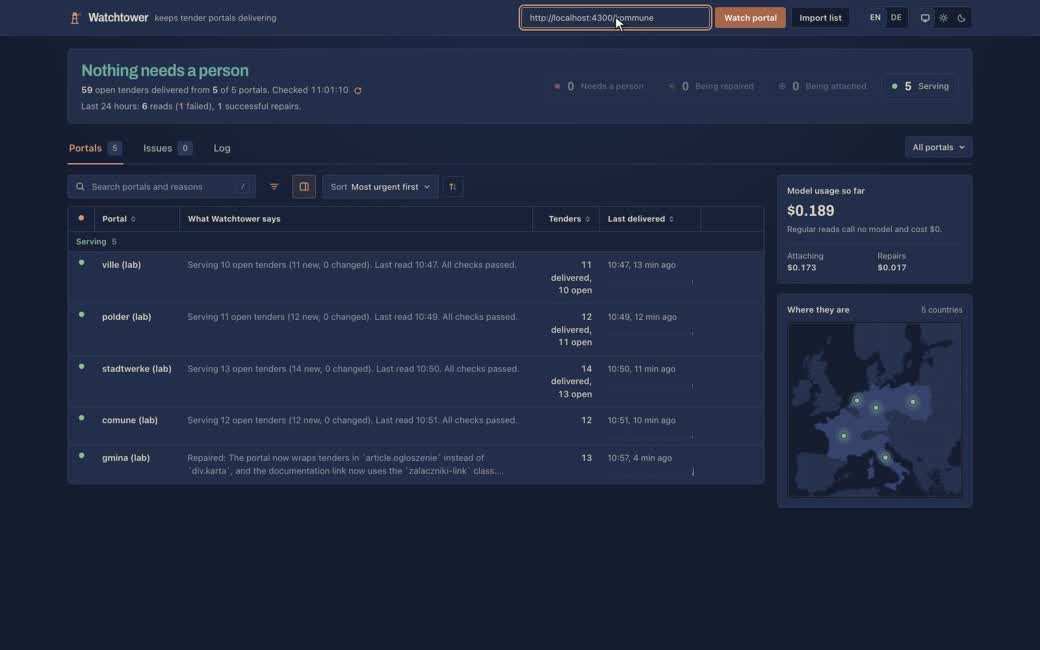 Watchtower keeps tender portals delivering
http://localhost:4300/kommune
Watch portal
Import list
EN DE
Nothing needs a person
59 open tenders delivered from 5 of 5 portals. Checked 11:01:10
Last 24 hours: 6 reads (1 failed), 1 successful repairs.
0 Needs a person
0 Being repaired
0 Being attached
5 Serving
Portals 5
Issues 0
Log
All portals
Search portals and reasons /
Sort Most urgent first
Portal
What Watchtower says
Tenders
Last delivered
Serving 5
ville (lab)
Serving 10 open tenders (11 new, 0 changed). Last read 10:47. All checks passed.
11
delivered,
10 open
10:47, 13 min ago
polder (lab)
Serving 11 open tenders (12 new, 0 changed). Last read 10:49. All checks passed.
12
delivered,
11 open
10:49, 12 min ago
stadtwerke (lab)
Serving 13 open tenders (14 new, 0 changed). Last read 10:50. All checks passed.
14
delivered,
13 open
10:50, 11 min ago
comune (lab)
Serving 12 open tenders (12 new, 0 changed). Last read 10:51. All checks passed.
12
10:51, 10 min ago
gmina (lab)
Repaired: The portal now wraps tenders in `article.ogloszenie` instead of
`div.karta`, and the documentation link now uses the `zalaczniki-link` class....
13
10:57, 4 min ago
Model usage so far
$0.189
Regular reads call no model and cost $0.
Attaching
$0.173
Repairs
$0.017
Where they are
5 countries